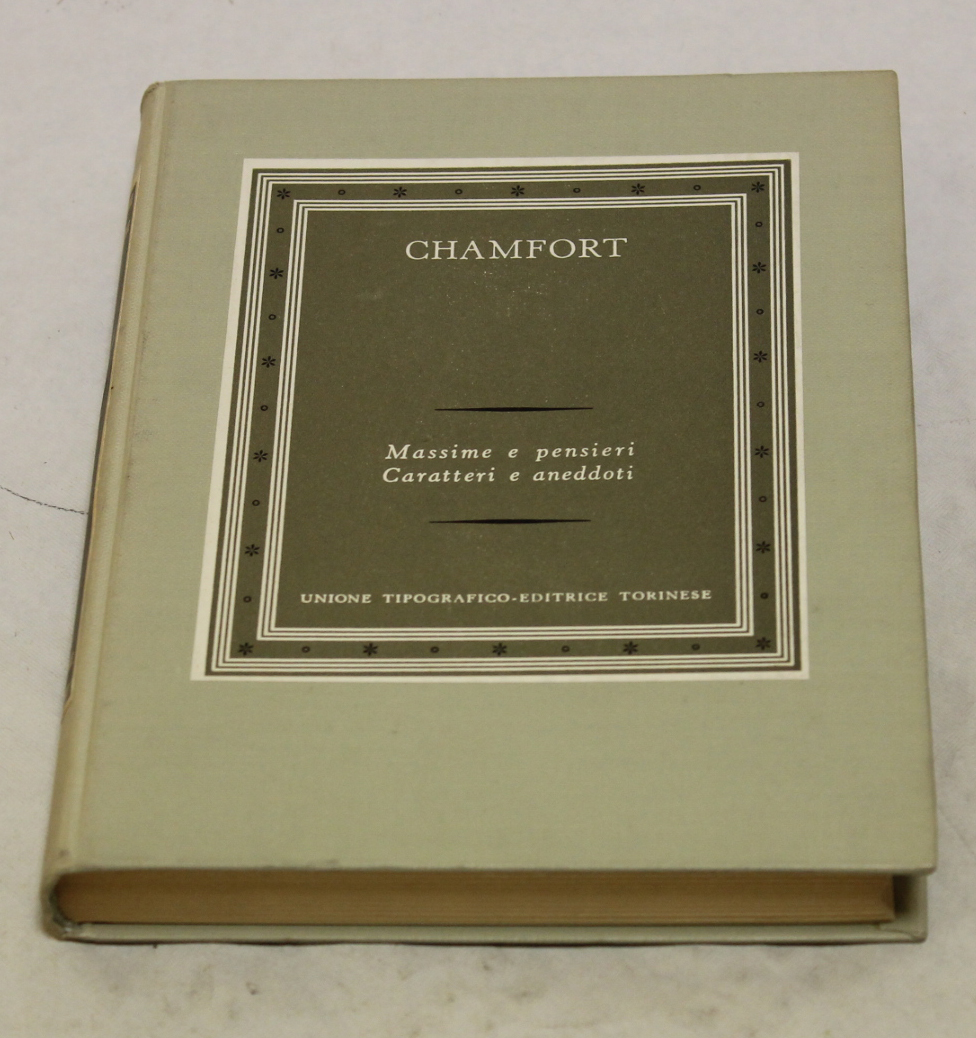 CHAMFORT
Massime e pensieri
Caratteri e aneddoti
UNIONE TIPOGRAFICO-EDITRICE TORINESE